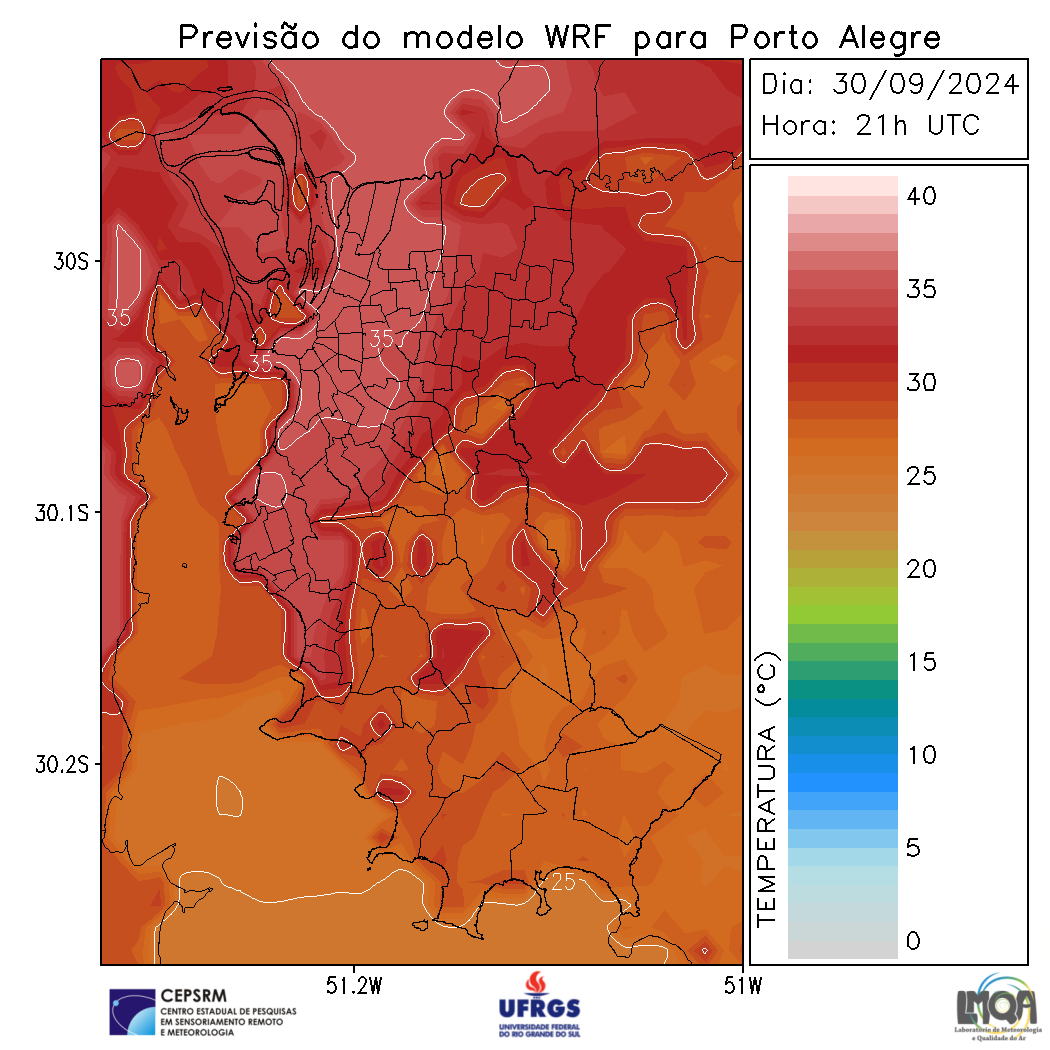 Previsão do modelo WRF para Porto Alegre
Dia: 30/09/2024
Hora: 21h UTC
30S
30.1S
30.2S
51.2W
51W
35
35
35
25
40
35
30
25
20
15
10
5
0
TEMPERATURA (°C)
CEPSRM
CENTRO ESTADUAL DE PESQUISAS
EM SENSORIAMENTO REMOTO
E METEOROLOGIA
UFRGS
UNIVERSIDADE FEDERAL
DO RIO GRANDE DO SUL
LMQA
Laboratório de Meteorologia
e Qualidade do Ar